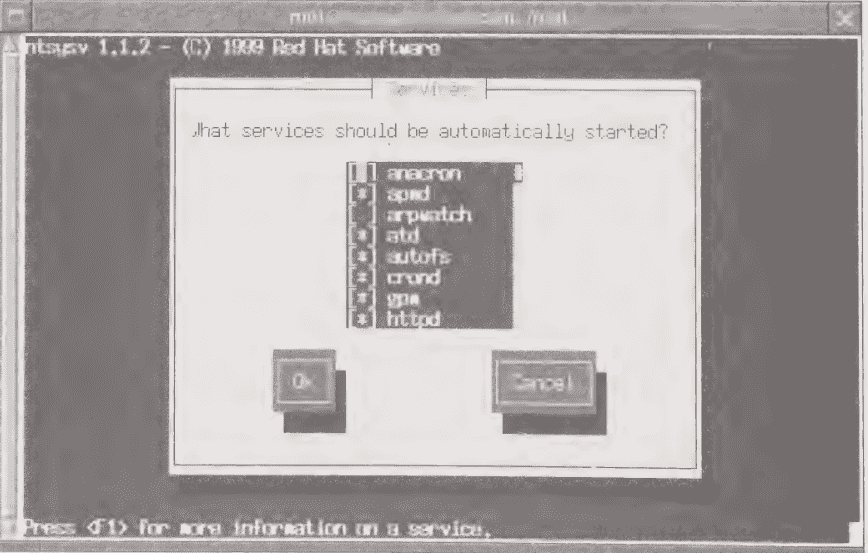 ntsysv 1.1.2 - (C) 1999 Red Hat Software
Services
What services should be automatically started?
[ ] anacron
[*] apmd
[ ] arpwatch
[*] atd
[*] autofs
[*] crond
[*] gpm
[*] httpd
Ok
Cancel
Press <F1> for more information on a service.